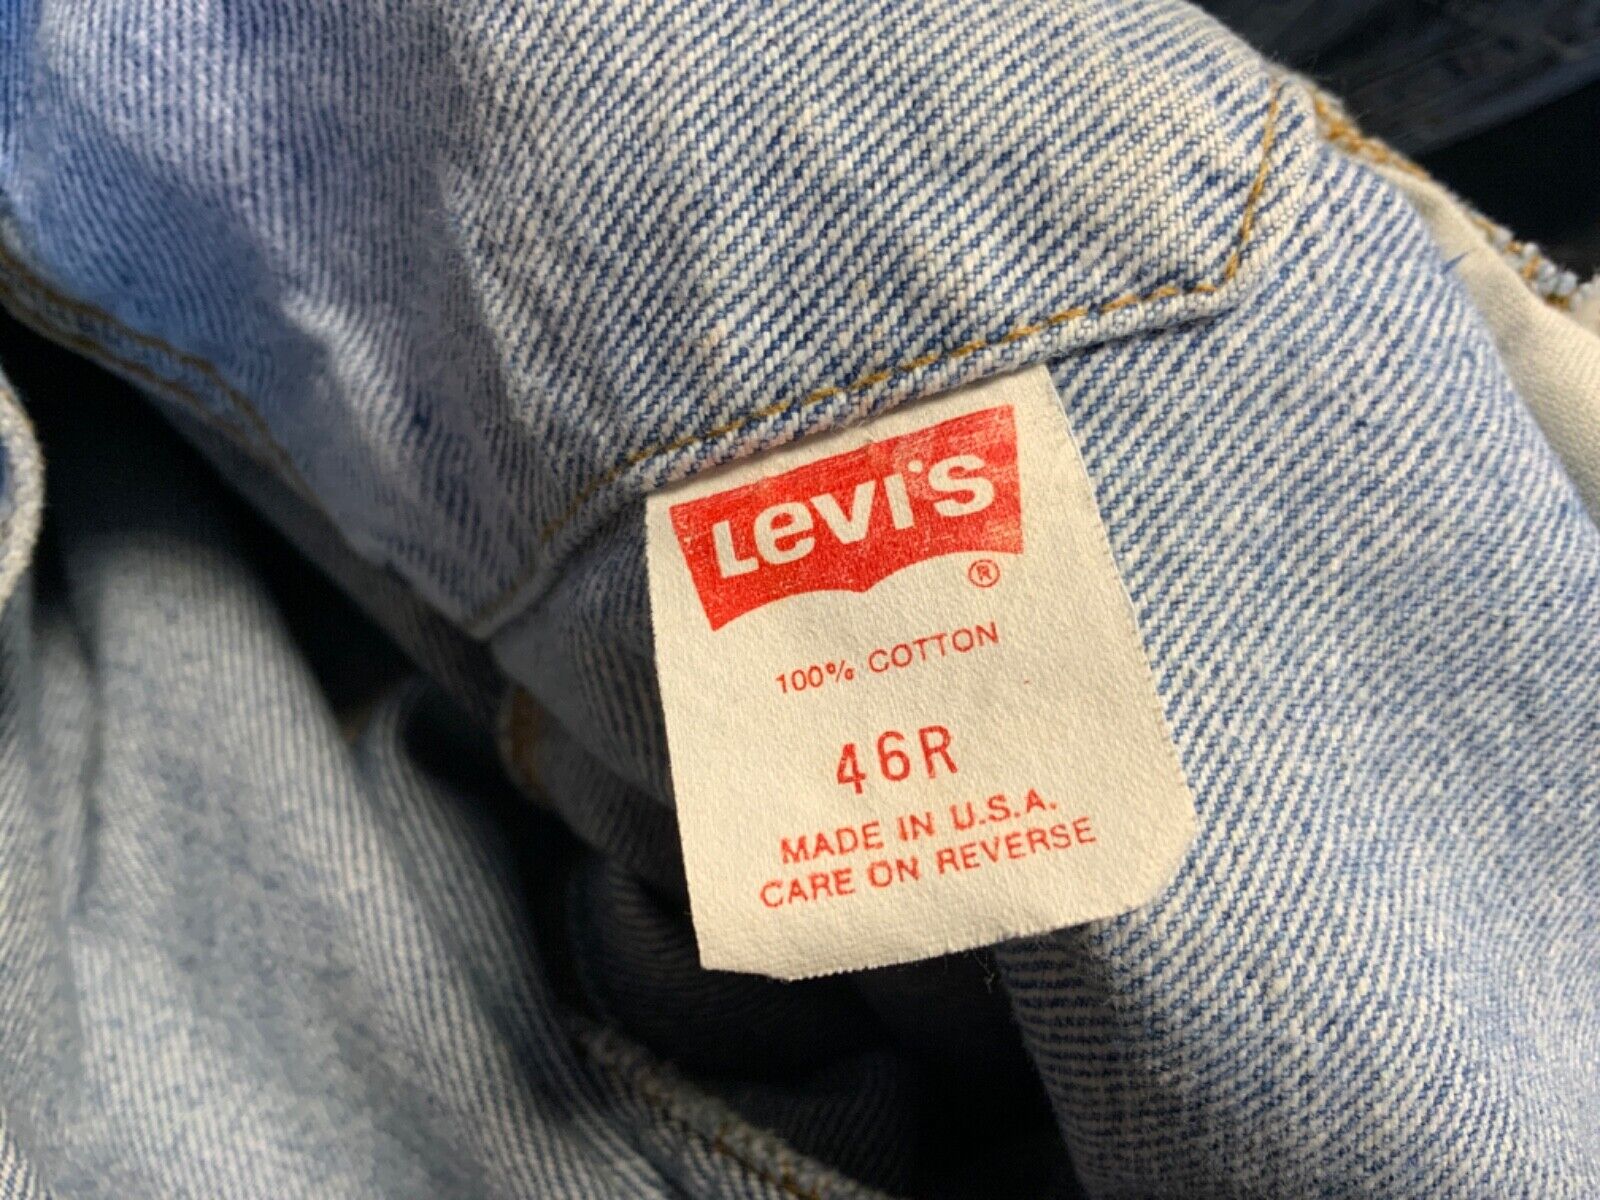 Levi's ®
100% COTTON
46R
MADE IN U.S.A.
CARE ON REVERSE